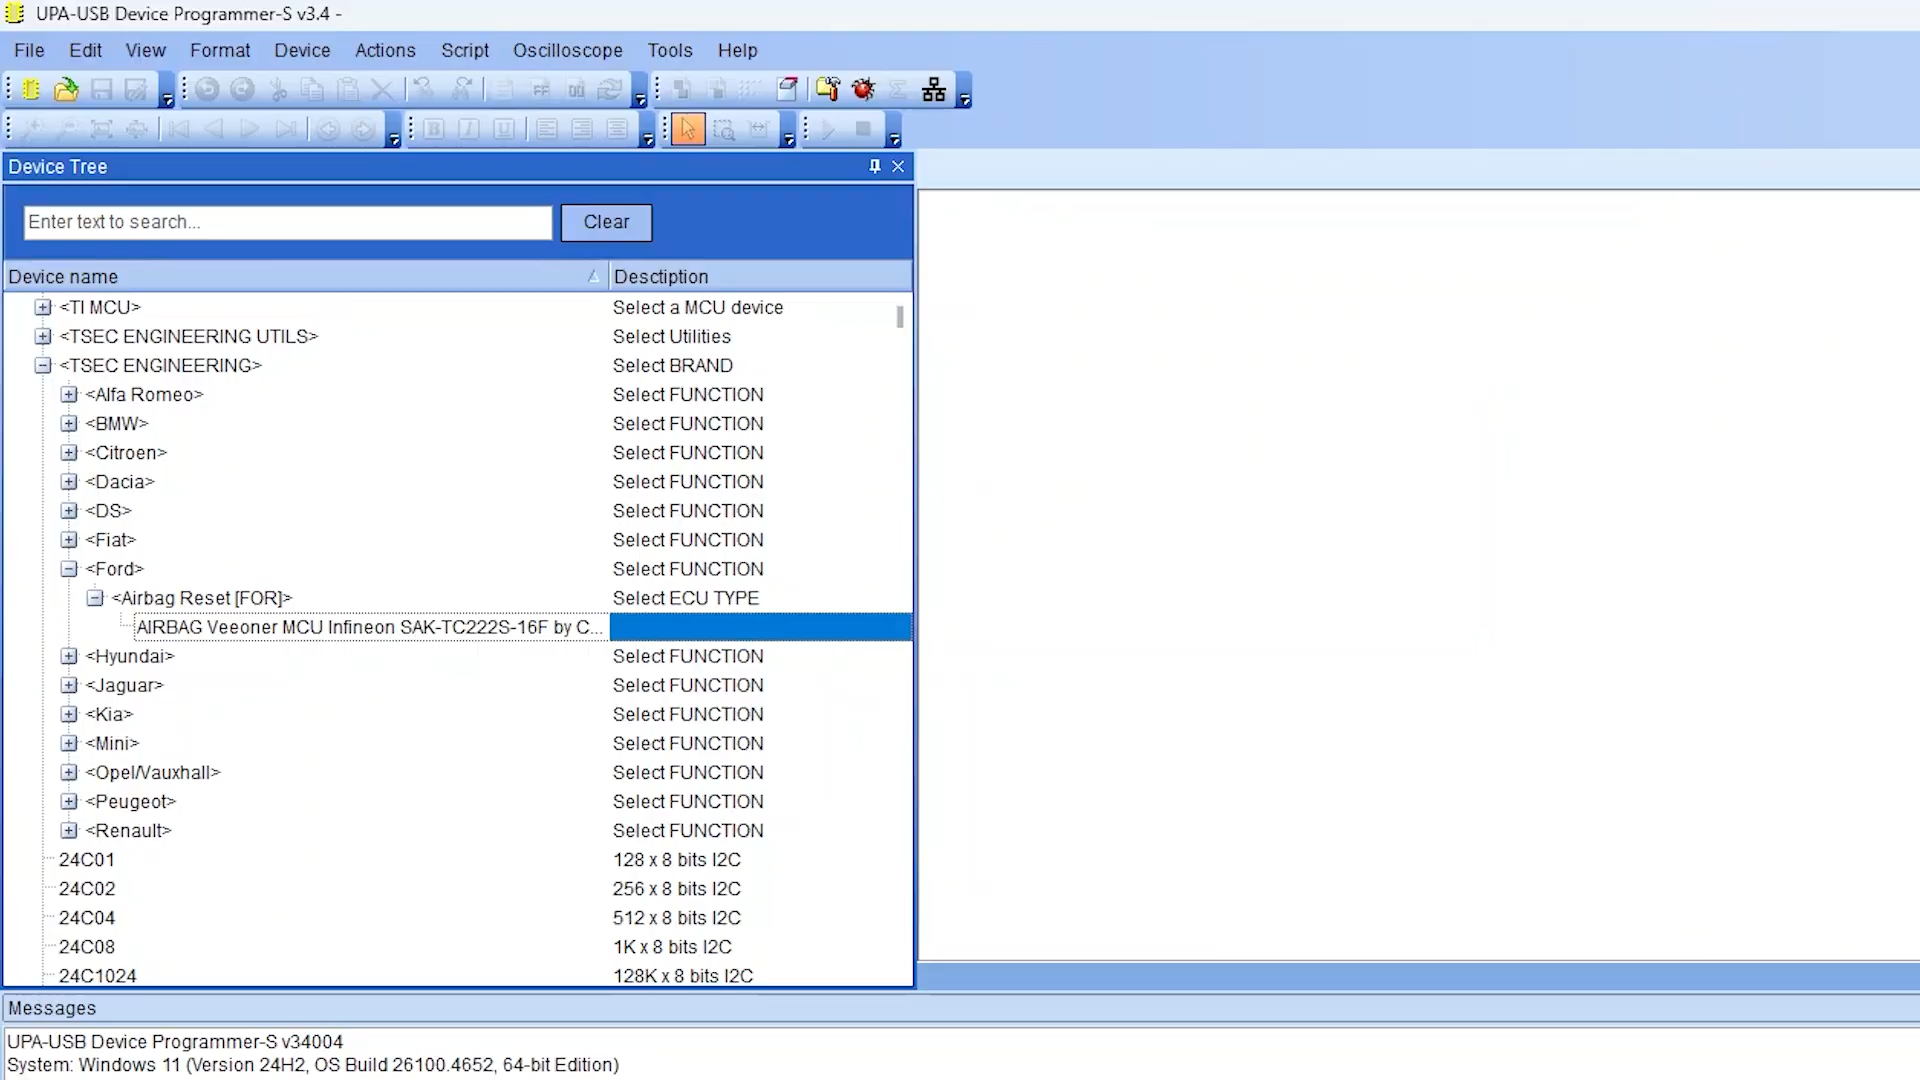 UPA-USB Device Programmer-S v3.4 -
File Edit View Format Device Actions Script Oscilloscope Tools Help
Device Tree
Enter text to search... Clear
Device name Desctiption
<TI MCU> Select a MCU device
<TSEC ENGINEERING UTILS> Select Utilities
<TSEC ENGINEERING> Select BRAND
<Alfa Romeo> Select FUNCTION
<BMW> Select FUNCTION
<Citroen> Select FUNCTION
<Dacia> Select FUNCTION
<DS> Select FUNCTION
<Fiat> Select FUNCTION
<Ford> Select FUNCTION
<Airbag Reset [FOR]> Select ECU TYPE
AIRBAG Veeoner MCU Infineon SAK-TC222S-16F by C...
<Hyundai> Select FUNCTION
<Jaguar> Select FUNCTION
<Kia> Select FUNCTION
<Mini> Select FUNCTION
<Opel/Vauxhall> Select FUNCTION
<Peugeot> Select FUNCTION
<Renault> Select FUNCTION
24C01 128 x 8 bits I2C
24C02 256 x 8 bits I2C
24C04 512 x 8 bits I2C
24C08 1K x 8 bits I2C
24C1024 128K x 8 bits I2C
Messages
UPA-USB Device Programmer-S v34004
System: Windows 11 (Version 24H2, OS Build 26100.4652, 64-bit Edition)